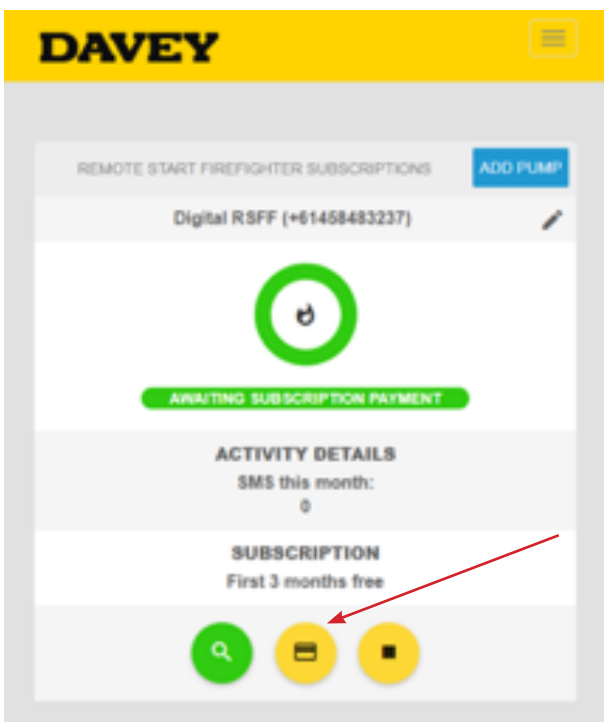 DAVEY
REMOTE START FIREFIGHTER SUBSCRIPTIONS
ADD PUMP
Digital RSFF (+61458483237)
AWAITING SUBSCRIPTION PAYMENT
ACTIVITY DETAILS
SMS this month:
0
SUBSCRIPTION
First 3 months free